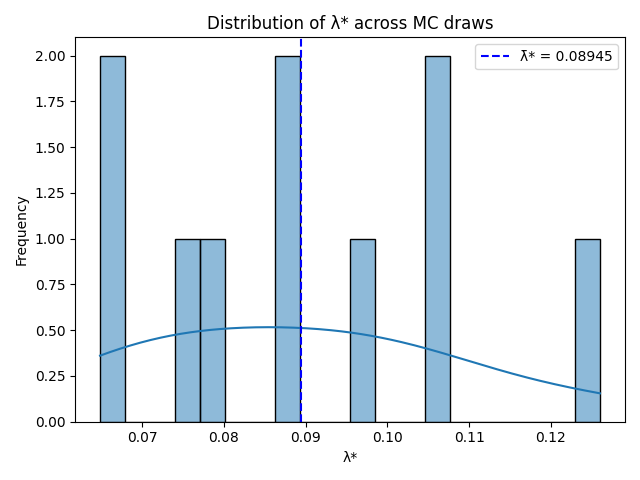 Distribution of λ* across MC draws
λ̄* = 0.08945
2.00
1.75
1.50
1.25
1.00
0.75
0.50
0.25
0.00
Frequency
0.07 0.08 0.09 0.10 0.11 0.12
λ*